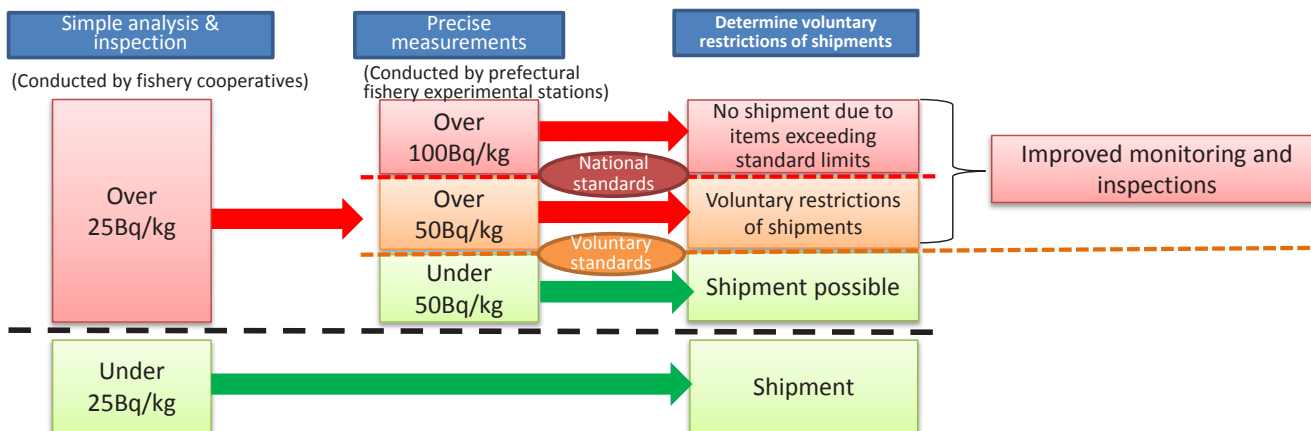 Simple analysis &
inspection
Precise
measurements
Determine voluntary
restrictions of shipments
(Conducted by fishery cooperatives)
(Conducted by prefectural
fishery experimental stations)
Over
25Bq/kg
Over
100Bq/kg
No shipment due to
items exceeding
standard limits
National
standards
Improved monitoring and
inspections
Over
50Bq/kg
Voluntary restrictions
of shipments
Voluntary
standards
Under
50Bq/kg
Shipment possible
Under
25Bq/kg
Shipment